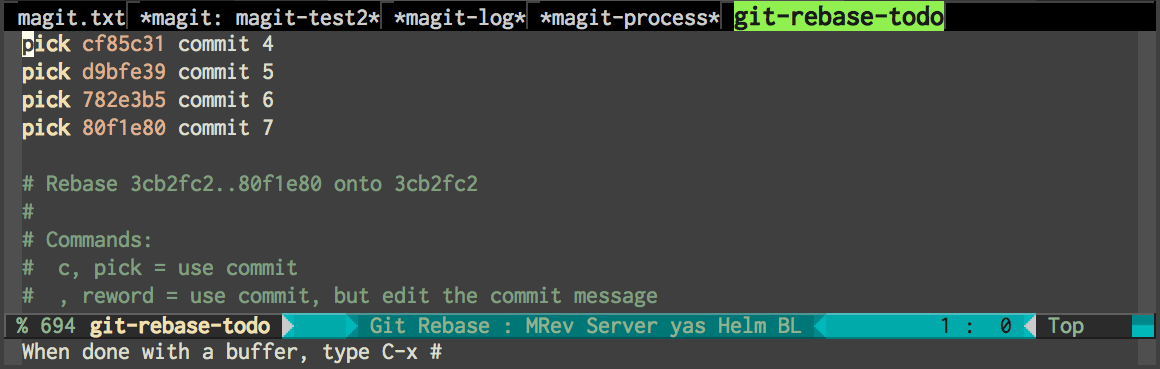 magit.txt *magit: magit-test2* *magit-log* *magit-process* git-rebase-todo
pick cf85c31 commit 4
pick d9bfe39 commit 5
pick 782e3b5 commit 6
pick 80f1e80 commit 7
# Rebase 3cb2fc2..80f1e80 onto 3cb2fc2
#
# Commands:
#  c, pick = use commit
#  , reword = use commit, but edit the commit message
% 694 git-rebase-todo Git Rebase : MRev Server yas Helm BL 1 : 0 Top
When done with a buffer, type C-x #